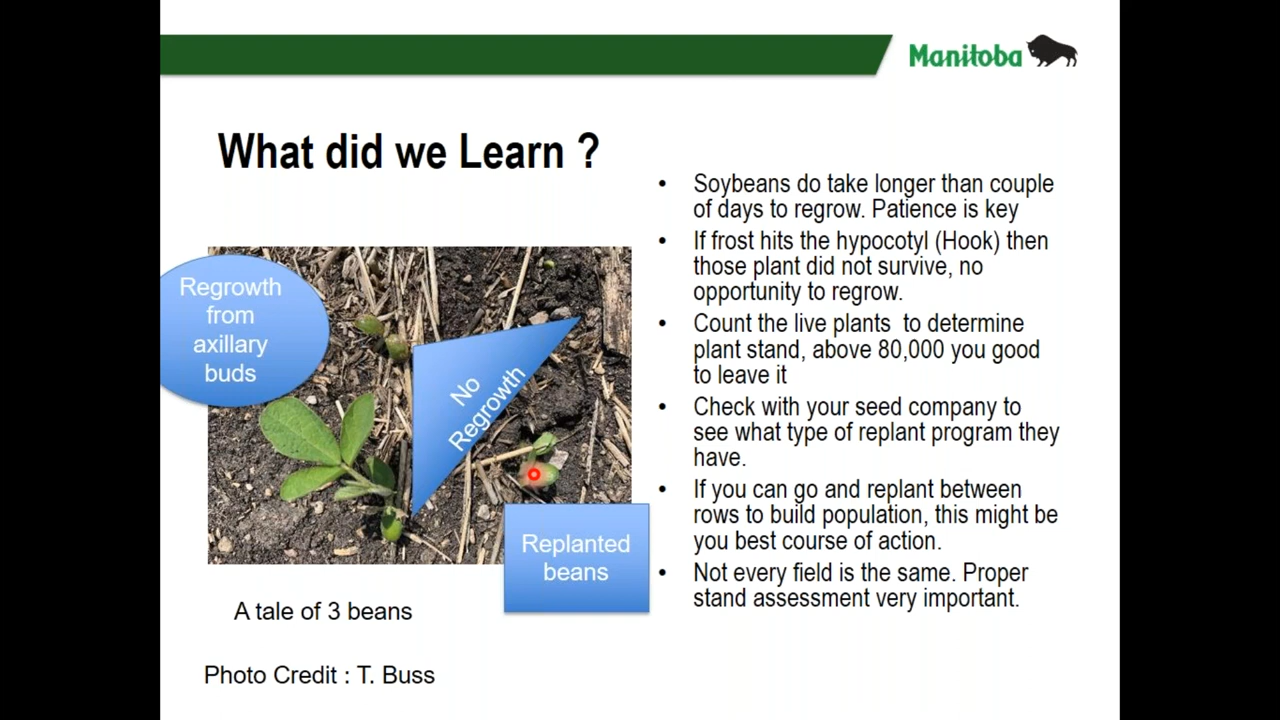 Manitoba
What did we Learn ?
Regrowth
from
axillary
buds
No
Regrowth
Replanted
beans
A tale of 3 beans
Photo Credit : T. Buss
• Soybeans do take longer than couple
of days to regrow. Patience is key
• If frost hits the hypocotyl (Hook) then
those plant did not survive, no
opportunity to regrow.
• Count the live plants  to determine
plant stand, above 80,000 you good
to leave it
• Check with your seed company to
see what type of replant program they
have.
• If you can go and replant between
rows to build population, this might be
you best course of action.
• Not every field is the same. Proper
stand assessment very important.